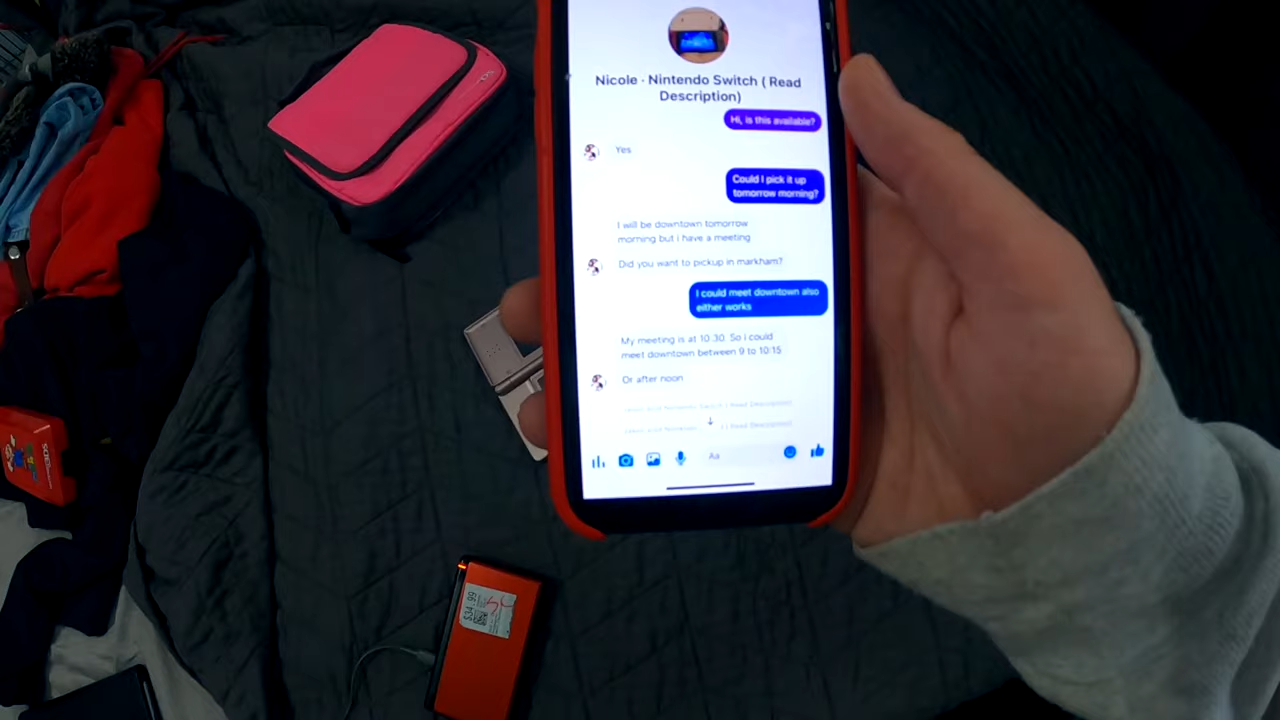 Nicole · Nintendo Switch ( Read
Description)
Hi, is this available?
Yes
Could I pick it up
tomorrow morning?
I will be downtown tomorrow
morning but i have a meeting
Did you want to pickup in markham?
I could meet downtown also
either works
My meeting is at 10:30. So i could
meet downtown between 9 to 10:15
Or after noon
Aa
$34.99